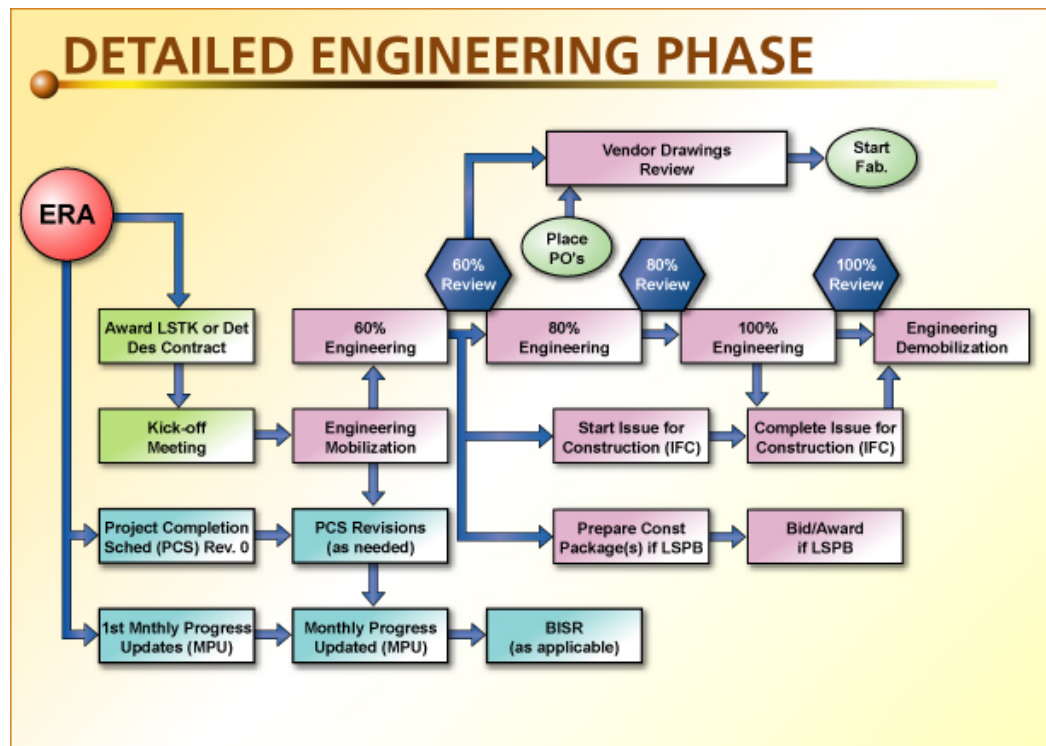 DETAILED ENGINEERING PHASE
Vendor Drawings
Review
Start
Fab.
ERA
Place
PO's
60%
Review
80%
Review
100%
Review
Award LSTK or Det
Des Contract
60%
Engineering
80%
Engineering
100%
Engineering
Engineering
Demobilization
Kick-off
Meeting
Engineering
Mobilization
Start Issue for
Construction (IFC)
Complete Issue for
Construction (IFC)
Project Completion
Sched (PCS) Rev. 0
PCS Revisions
(as needed)
Prepare Const
Package(s) if LSPB
Bid/Award
if LSPB
1st Mnthly Progress
Updates (MPU)
Monthly Progress
Updated (MPU)
BISR
(as applicable)